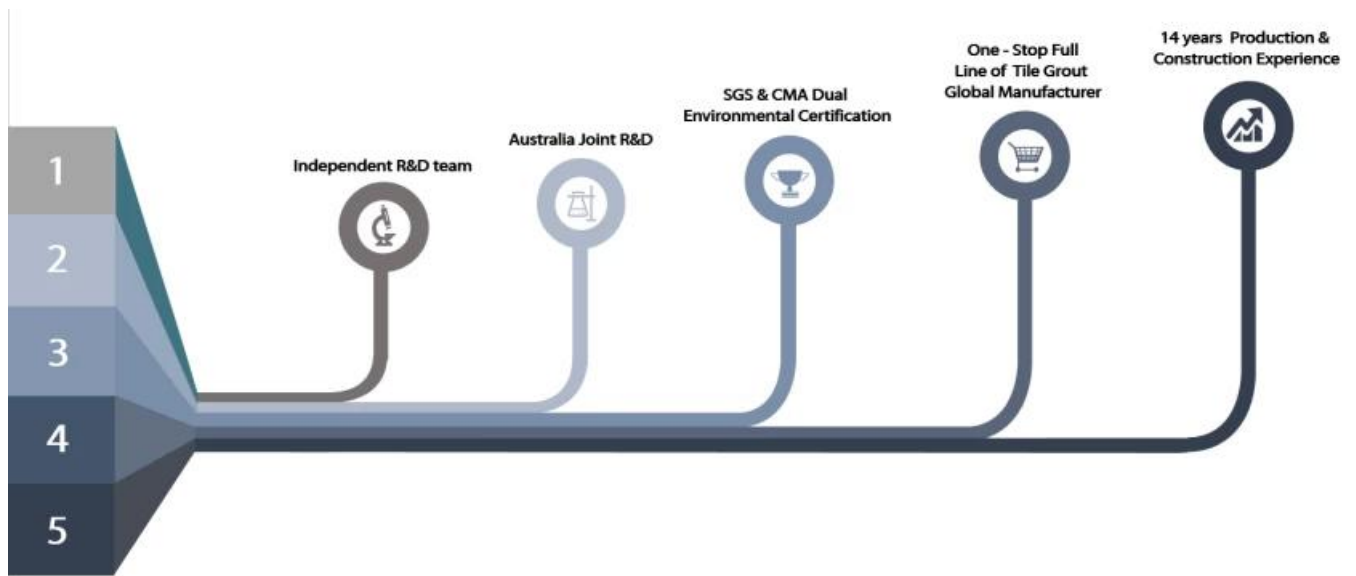 1
2
3
4
5
Independent R&D team
Australia Joint R&D
SGS & CMA Dual
Environmental Certification
One - Stop Full
Line of Tile Grout
Global Manufacturer
14 years Production &
Construction Experience